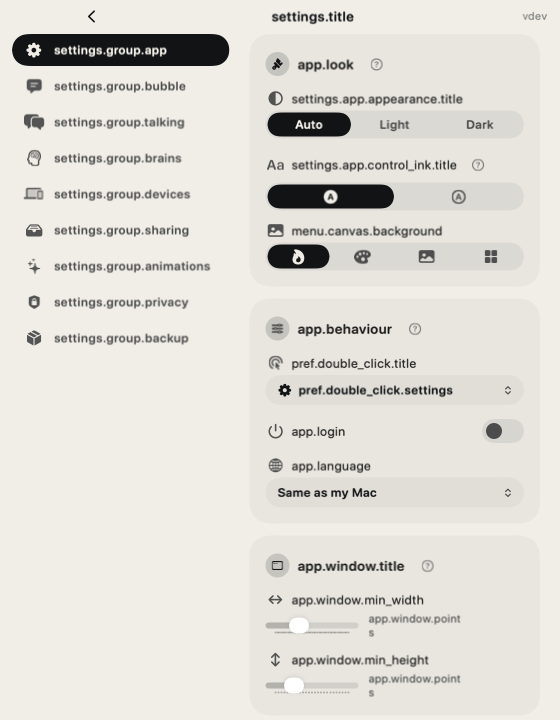 settings.title
vdev
settings.group.app
settings.group.bubble
settings.group.talking
settings.group.brains
settings.group.devices
settings.group.sharing
settings.group.animations
settings.group.privacy
settings.group.backup
app.look ?
settings.app.appearance.title
Auto Light Dark
Aa settings.app.control_ink.title ?
A A
menu.canvas.background
app.behaviour ?
pref.double_click.title
pref.double_click.settings
app.login
app.language
Same as my Mac
app.window.title ?
app.window.min_width
app.window.point
s
app.window.min_height
app.window.point
s